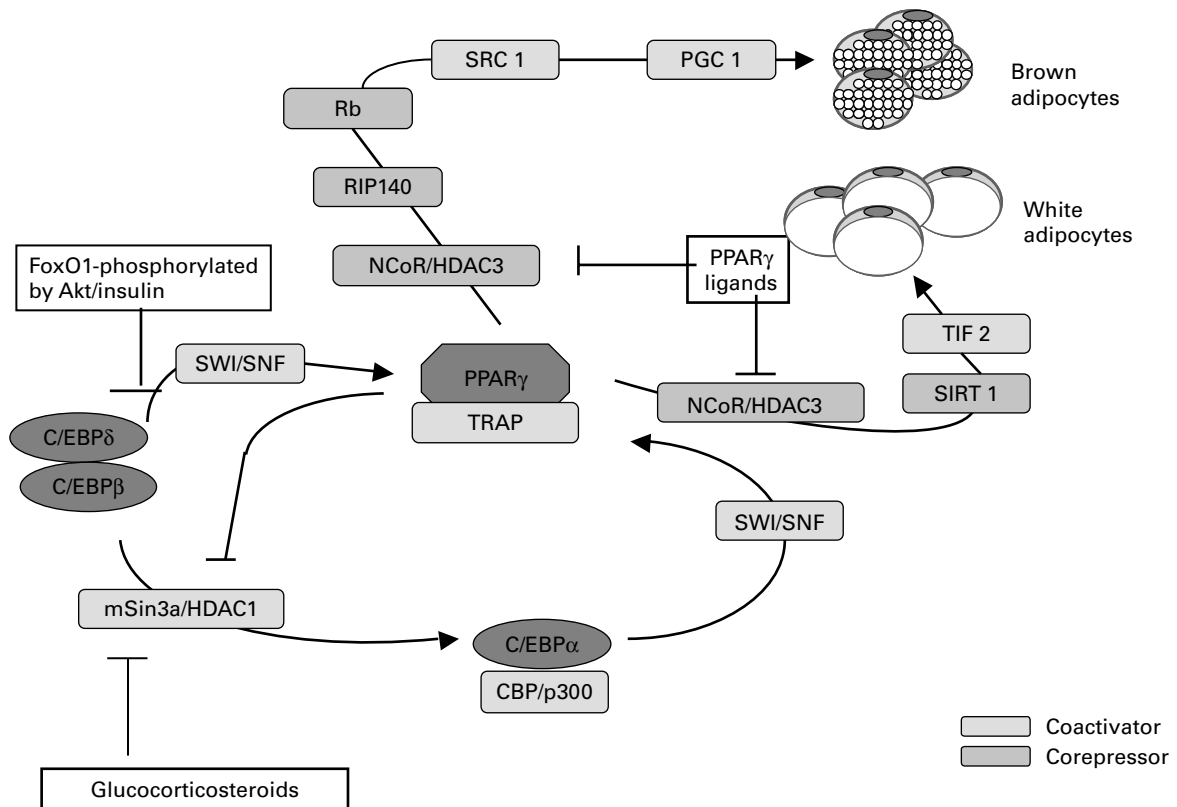 SRC 1
PGC 1
Brown
adipocytes
Rb
RIP140
White
adipocytes
FoxO1-phosphorylated
by Akt/insulin
NCoR/HDAC3
PPARγ
ligands
TIF 2
SWI/SNF
PPARγ
SIRT 1
NCoR/HDAC3
TRAP
C/EBPδ
C/EBPβ
SWI/SNF
mSin3a/HDAC1
C/EBPα
CBP/p300
Coactivator
Corepressor
Glucocorticosteroids